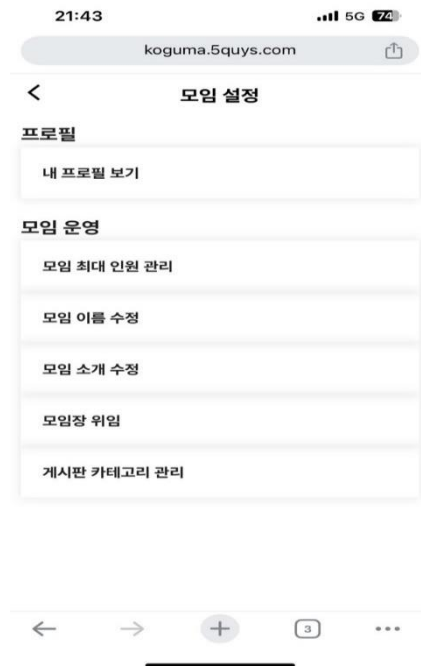 21:43
5G 74
koguma.5quys.com
모임 설정
프로필
내 프로필 보기
모임 운영
모임 최대 인원 관리
모임 이름 수정
모임 소개 수정
모임장 위임
게시판 카테고리 관리
3